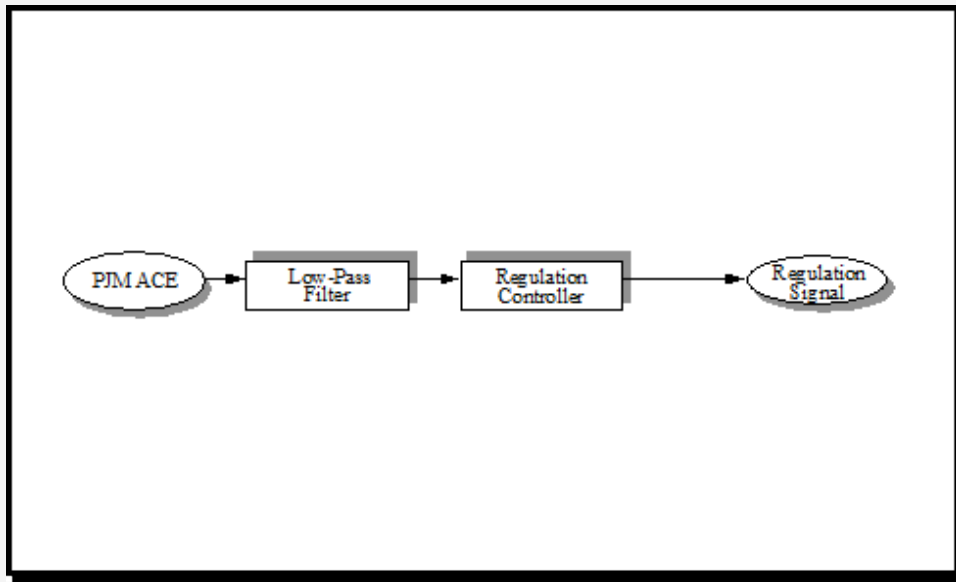 PJM ACE
Low-Pass
Filter
Regulation
Controller
Regulation
Signal